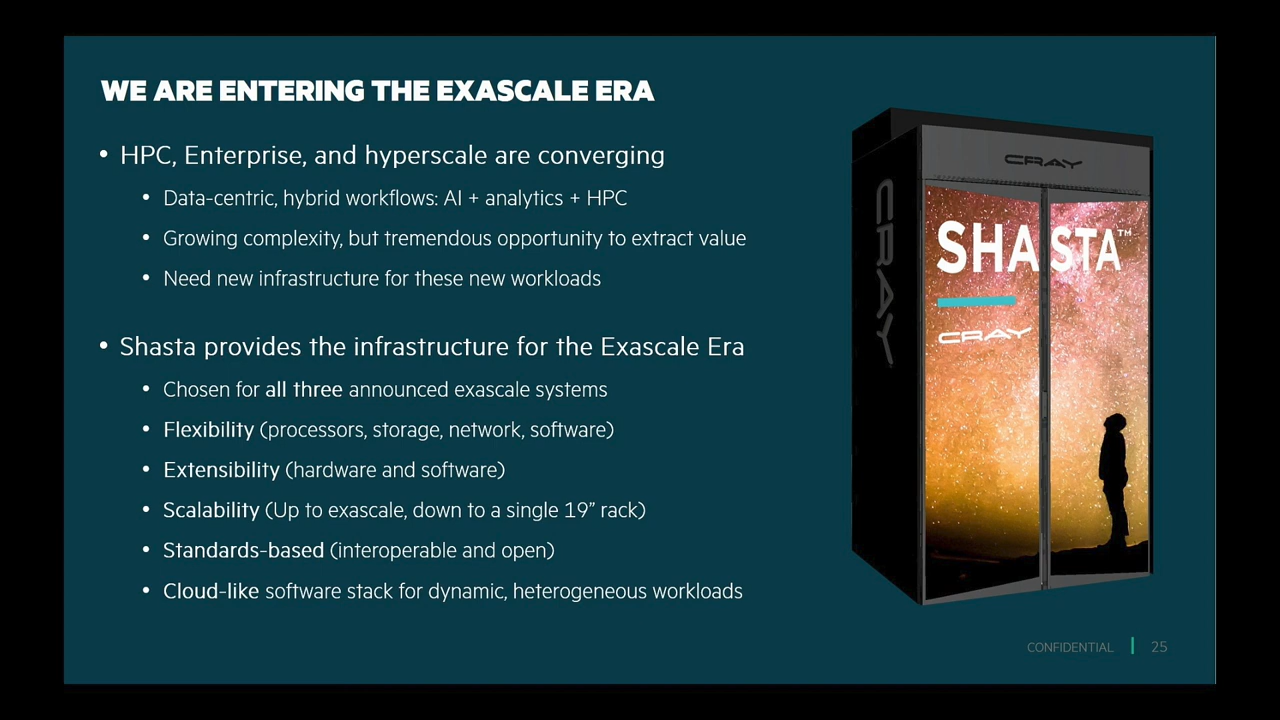 WE ARE ENTERING THE EXASCALE ERA
• HPC, Enterprise, and hyperscale are converging
• Data-centric, hybrid workflows: AI + analytics + HPC
• Growing complexity, but tremendous opportunity to extract value
• Need new infrastructure for these new workloads
• Shasta provides the infrastructure for the Exascale Era
• Chosen for all three announced exascale systems
• Flexibility (processors, storage, network, software)
• Extensibility (hardware and software)
• Scalability (Up to exascale, down to a single 19” rack)
• Standards-based (interoperable and open)
• Cloud-like software stack for dynamic, heterogeneous workloads
CRAY
CRAY
SHASTA™
CRAY
CONFIDENTIAL | 25